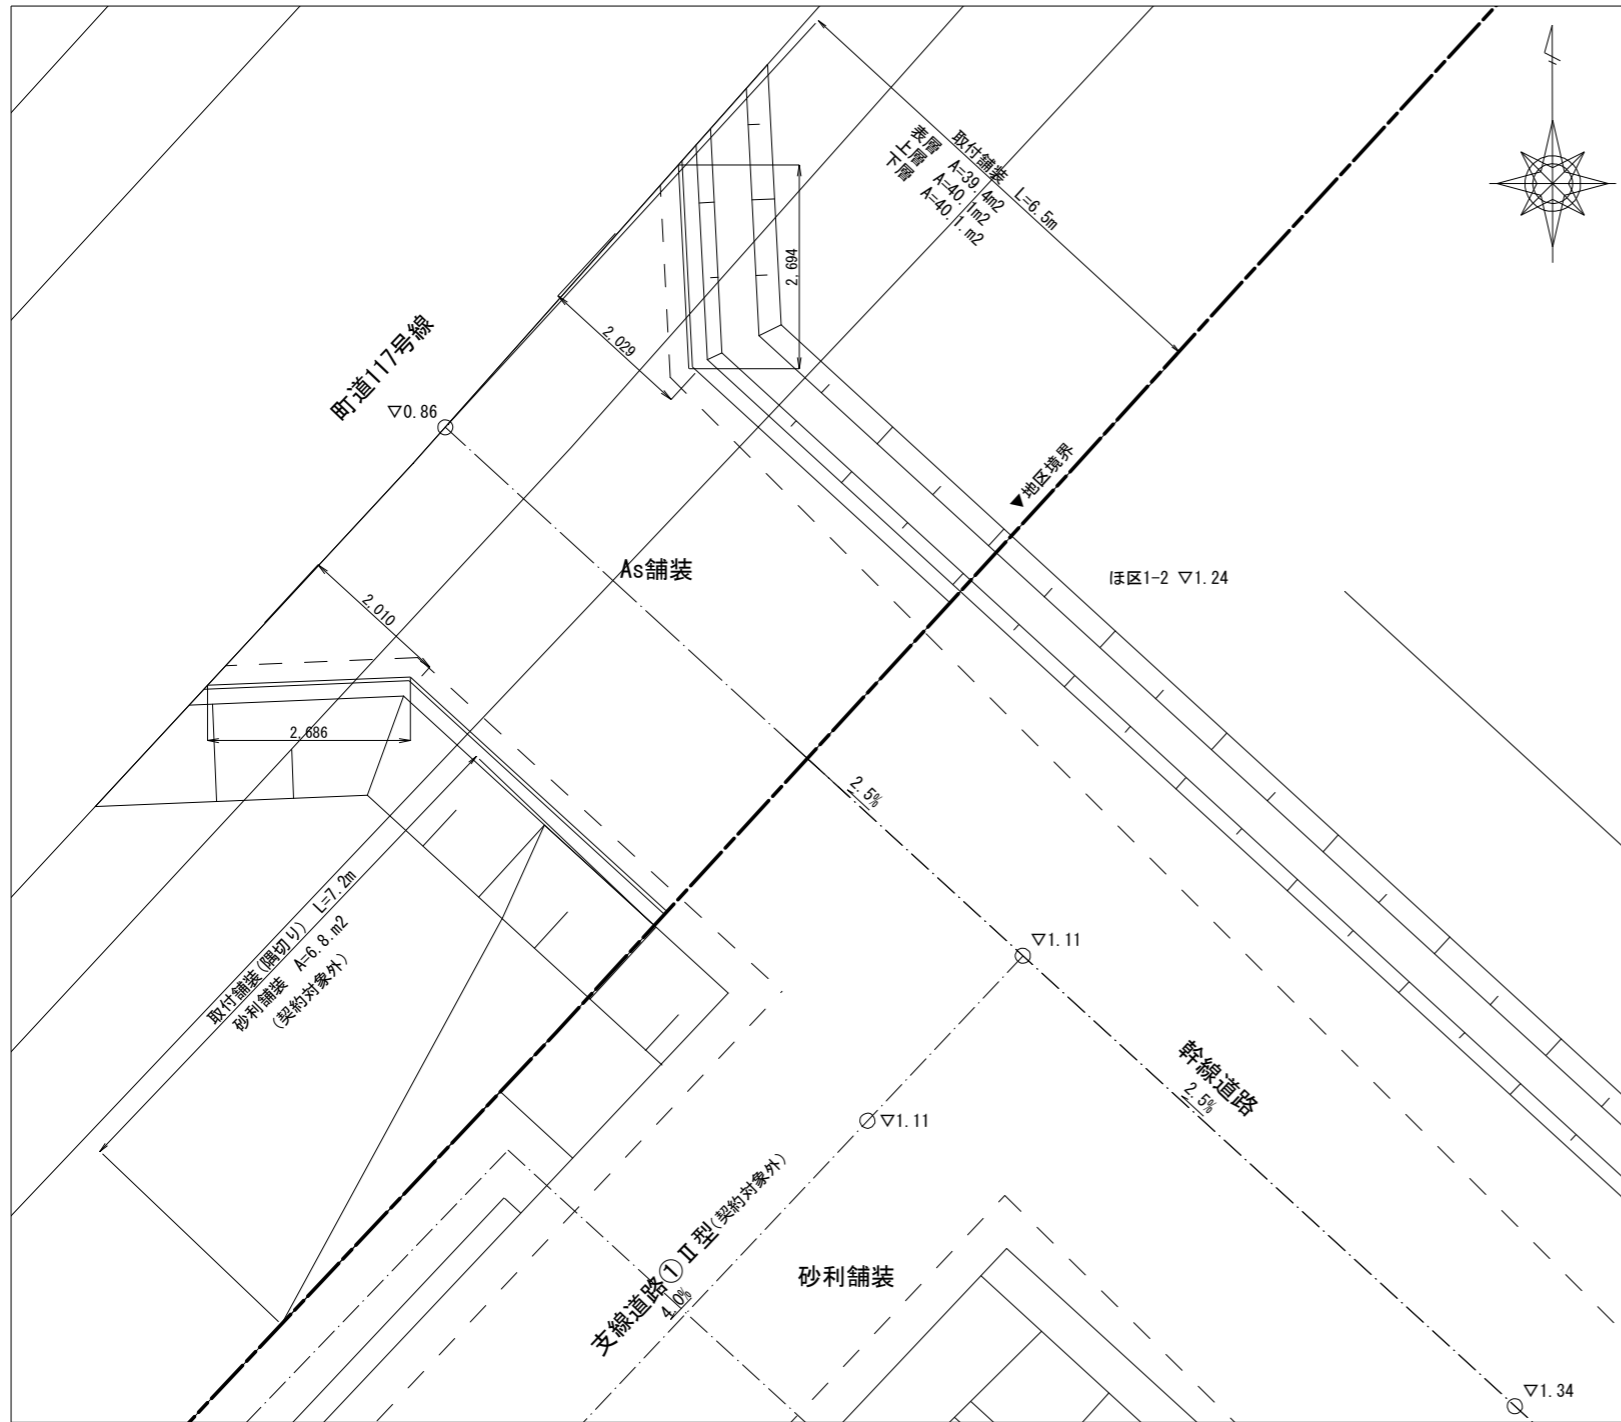 取付舗装 L=6.5m
表層 A=39.4m2
上層 A=40.1m2
下層 A=40.1.m2
2,694
2,029
町道117号線
▽0.86
▼地区境界
As舗装
ほ区1-2 ▽1.24
2,010
2,686
2.5%
取付舗装(隅切り) L=7.2m
砂利舗装 A=6.8.m2
(契約対象外)
▽1.11
▽1.11
幹線道路
2.5%
支線道路①Ⅱ型(契約対象外)
4.0%
砂利舗装
▽1.34